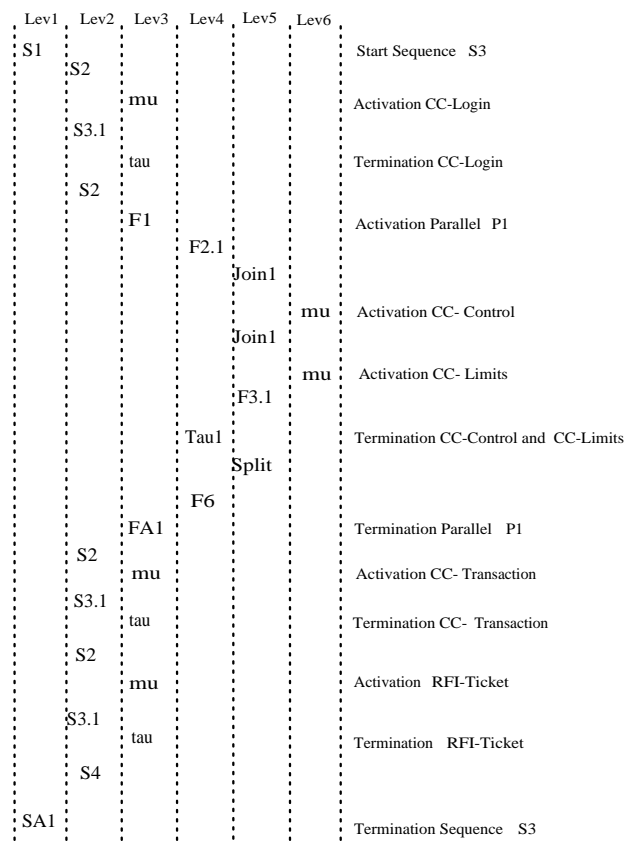 Lev1 Lev2 Lev3 Lev4 Lev5 Lev6
S1 Start Sequence S3
S2
mu Activation CC-Login
S3.1
tau Termination CC-Login
S2
F1 Activation Parallel P1
F2.1
Join1
mu Activation CC- Control
Join1
mu Activation CC- Limits
F3.1
Tau1 Termination CC-Control and CC-Limits
Split
F6
FA1 Termination Parallel P1
S2
mu Activation CC- Transaction
S3.1
tau Termination CC- Transaction
S2
mu Activation RFI-Ticket
S3.1
tau Termination RFI-Ticket
S4
SA1 Termination Sequence S3